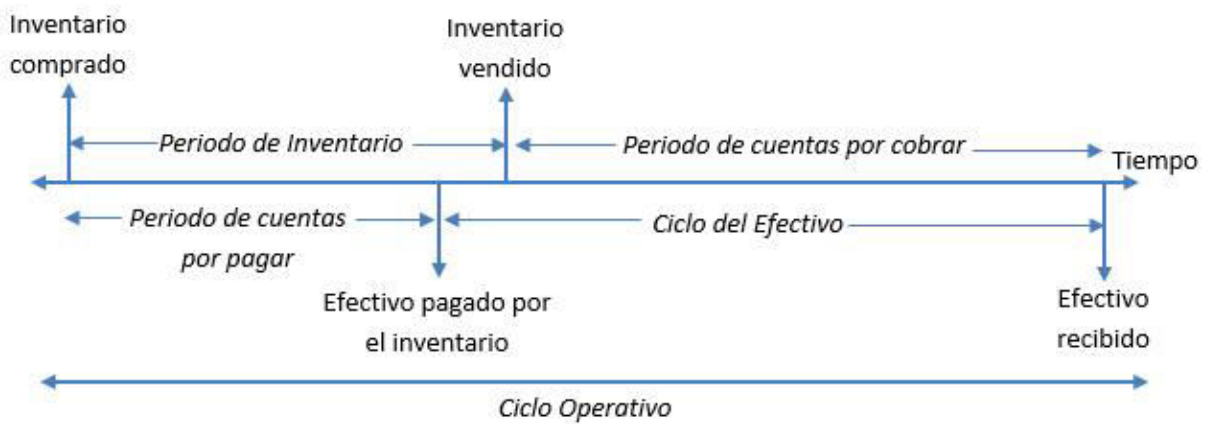 Inventario
comprado
Inventario
vendido
Periodo de Inventario
Periodo de cuentas por cobrar
Tiempo
Periodo de cuentas
por pagar
Ciclo del Efectivo
Efectivo pagado por
el inventario
Efectivo
recibido
Ciclo Operativo